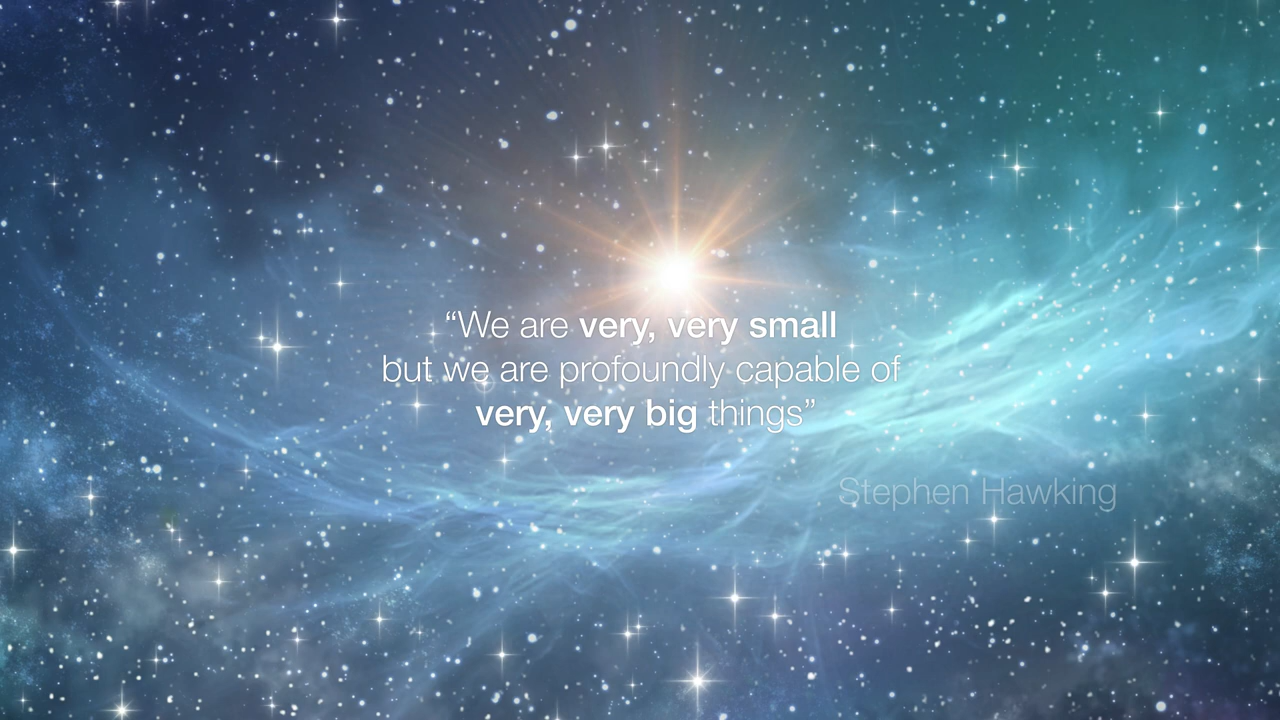 “We are very, very small
but we are profoundly capable of
very, very big things”
Stephen Hawking